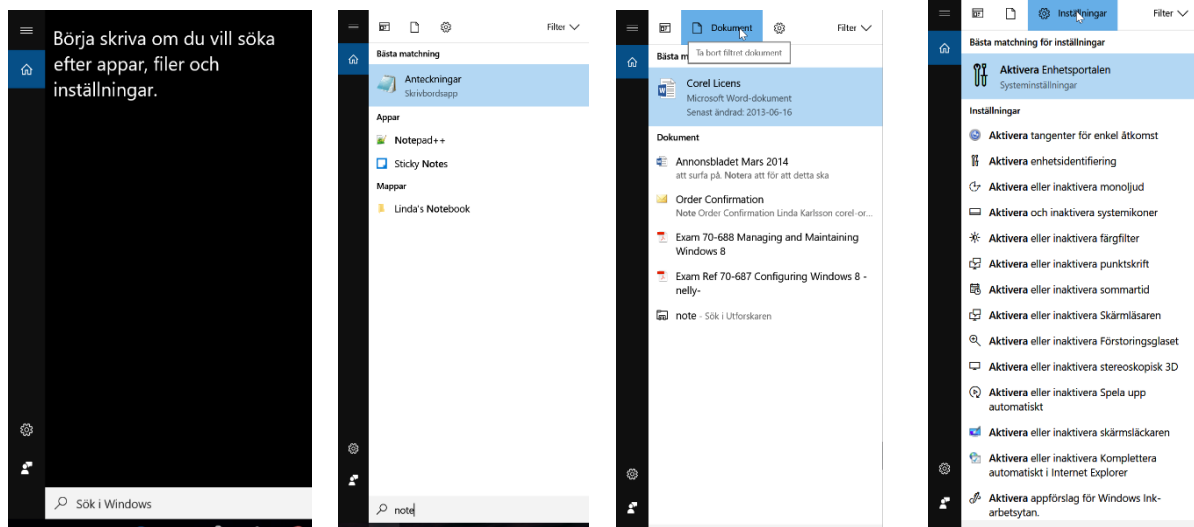 Börja skriva om du vill söka
efter appar, filer och
inställningar.
Sök i Windows
Filter
Bästa matchning
Anteckningar
Skrivbordsapp
Appar
Notepad++
Sticky Notes
Mappar
Linda's Notebook
note
Dokument
Filter
Ta bort filtret dokument
Bästa m
Corel Licens
Microsoft Word-dokument
Senast ändrad: 2013-06-16
Dokument
Annonsbladet Mars 2014
att surfa på. Notera att för att detta ska
Order Confirmation
Note Order Confirmation Linda Karlsson corel-or...
Exam 70-688 Managing and Maintaining
Windows 8
Exam Ref 70-687 Configuring Windows 8 -
nelly-
note - Sök i Utforskaren
Inställningar
Filter
Bästa matchning för inställningar
Aktivera Enhetsportalen
Systeminställningar
Inställningar
Aktivera tangenter för enkel åtkomst
Aktivera enhetsidentifiering
Aktivera eller inaktivera monoljud
Aktivera och inaktivera systemikoner
Aktivera eller inaktivera färgfilter
Aktivera eller inaktivera punktskrift
Aktivera eller inaktivera sommartid
Aktivera eller inaktivera Skärmläsaren
Aktivera eller inaktivera Förstoringsglaset
Aktivera eller inaktivera stereoskopisk 3D
Aktivera eller inaktivera Spela upp
automatiskt
Aktivera eller inaktivera skärmsläckaren
Aktivera eller inaktivera Komplettera
automatiskt i Internet Explorer
Aktivera appförslag för Windows Ink-
arbetsytan.